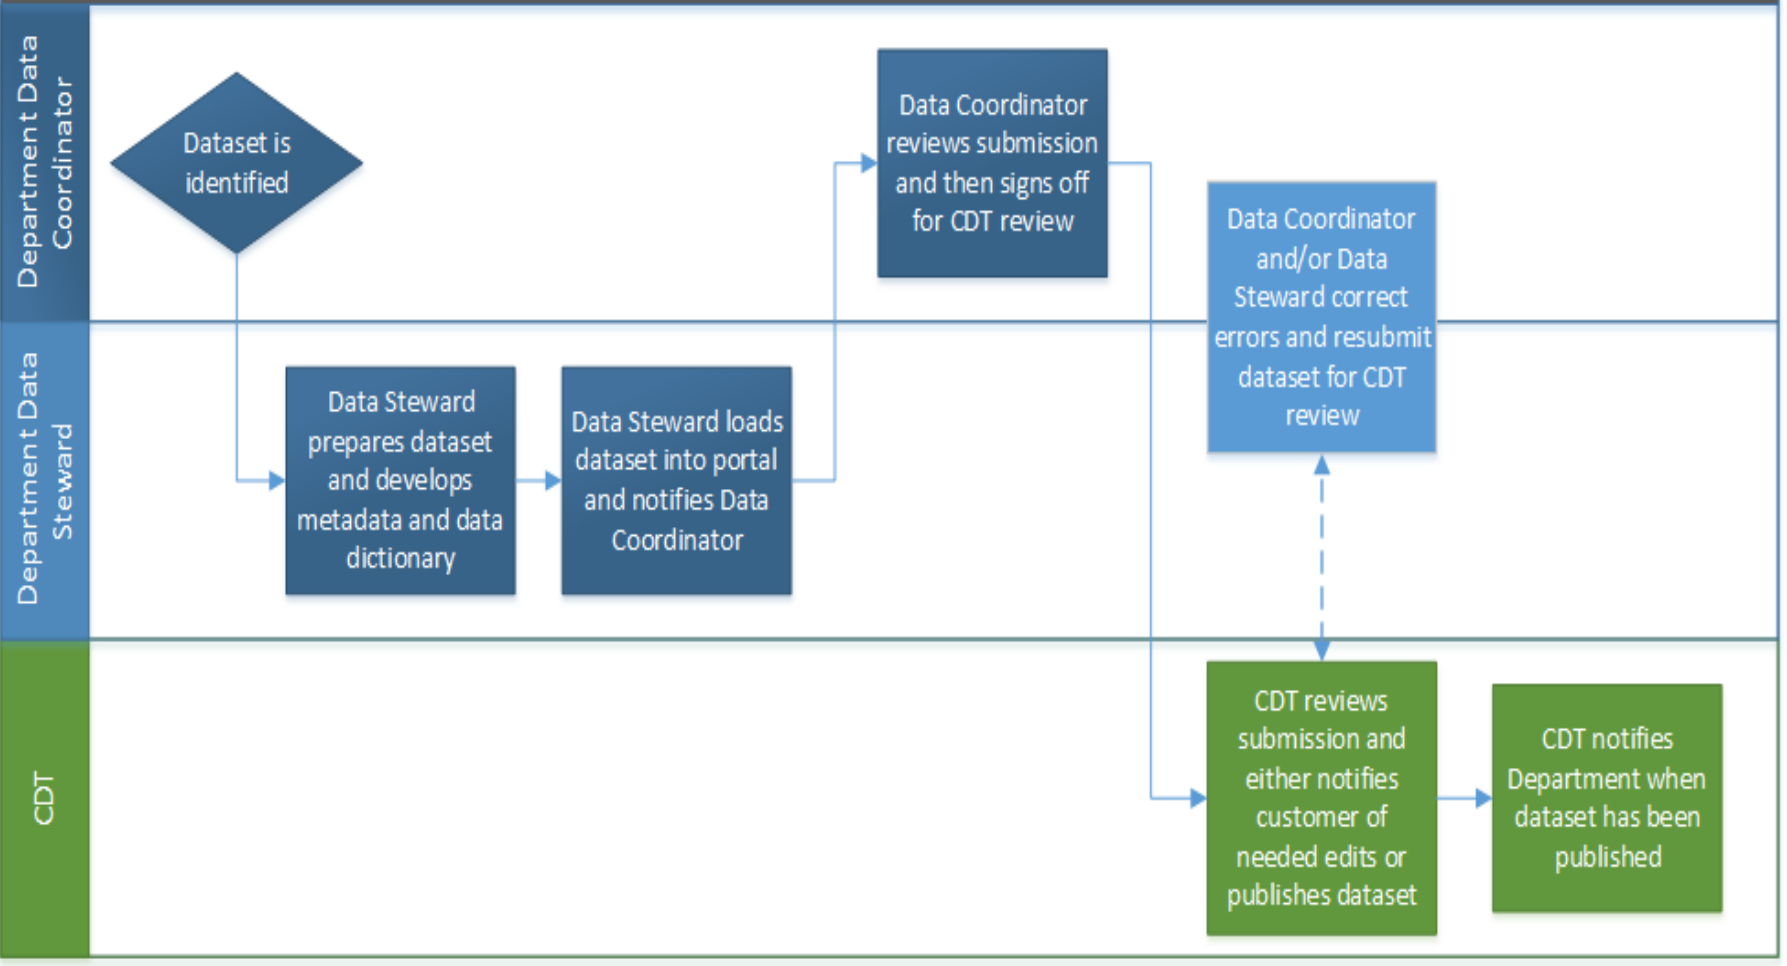 Department Data
Coordinator
Dataset is
identified
Data Coordinator
reviews submission
and then signs off
for CDT review
Data Coordinator
and/or Data
Steward correct
errors and resubmit
dataset for CDT
review
Department Data
Steward
Data Steward
prepares dataset
and develops
metadata and data
dictionary
Data Steward loads
dataset into portal
and notifies Data
Coordinator
CDT
CDT reviews
submission and
either notifies
customer of
needed edits or
publishes dataset
CDT notifies
Department when
dataset has been
published